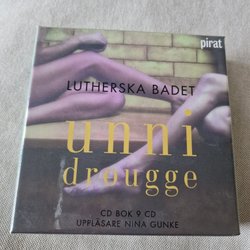 pirat
LUTHERSKA BADET
unni
drougge
CD BOK 9 CD
UPPLÄSARE NINA GUNKE